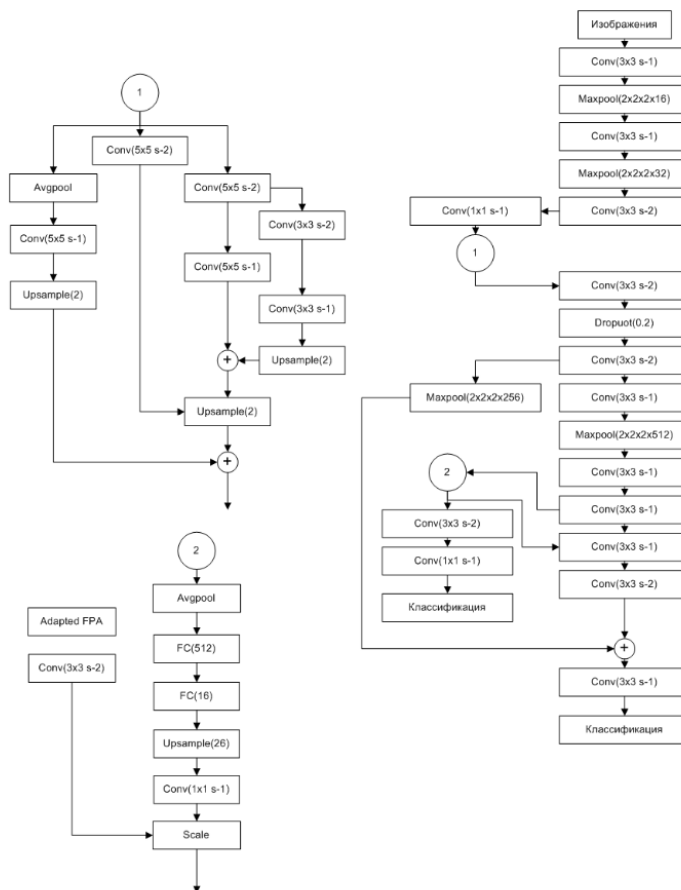 1
Conv(5x5 s-2)
Avgpool
Conv(5x5 s-2)
Conv(5x5 s-1)
Conv(3x3 s-2)
Conv(5x5 s-1)
Upsample(2)
Conv(3x3 s-1)
+
Upsample(2)
Upsample(2)
+
2
Avgpool
Adapted FPA
FC(512)
Conv(3x3 s-2)
FC(16)
Upsample(26)
Conv(1x1 s-1)
Scale
Изображения
Conv(3x3 s-1)
Maxpool(2x2x2x16)
Conv(3x3 s-1)
Maxpool(2x2x2x32)
Conv(1x1 s-1)
Conv(3x3 s-2)
1
Conv(3x3 s-2)
Dropuot(0.2)
Conv(3x3 s-2)
Maxpool(2x2x2x256)
Conv(3x3 s-1)
Maxpool(2x2x2x512)
2
Conv(3x3 s-1)
Conv(3x3 s-1)
Conv(3x3 s-2)
Conv(3x3 s-1)
Conv(1x1 s-1)
Conv(3x3 s-2)
Классификация
+
Conv(3x3 s-1)
Классификация